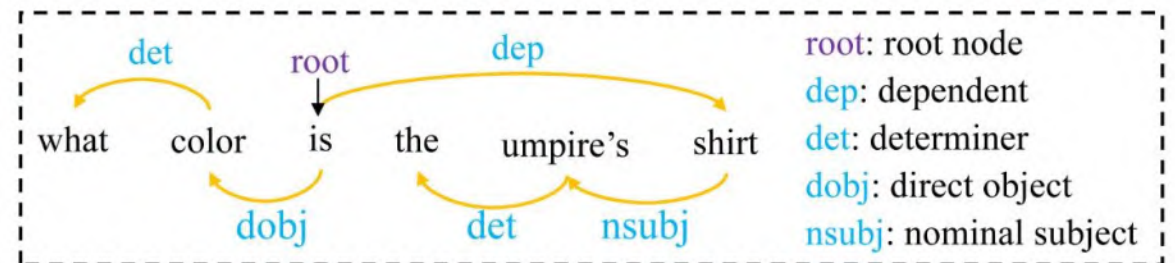 det
root
dep
what color is the umpire's shirt
dobj
det
nsubj
root: root node
dep: dependent
det: determiner
dobj: direct object
nsubj: nominal subject